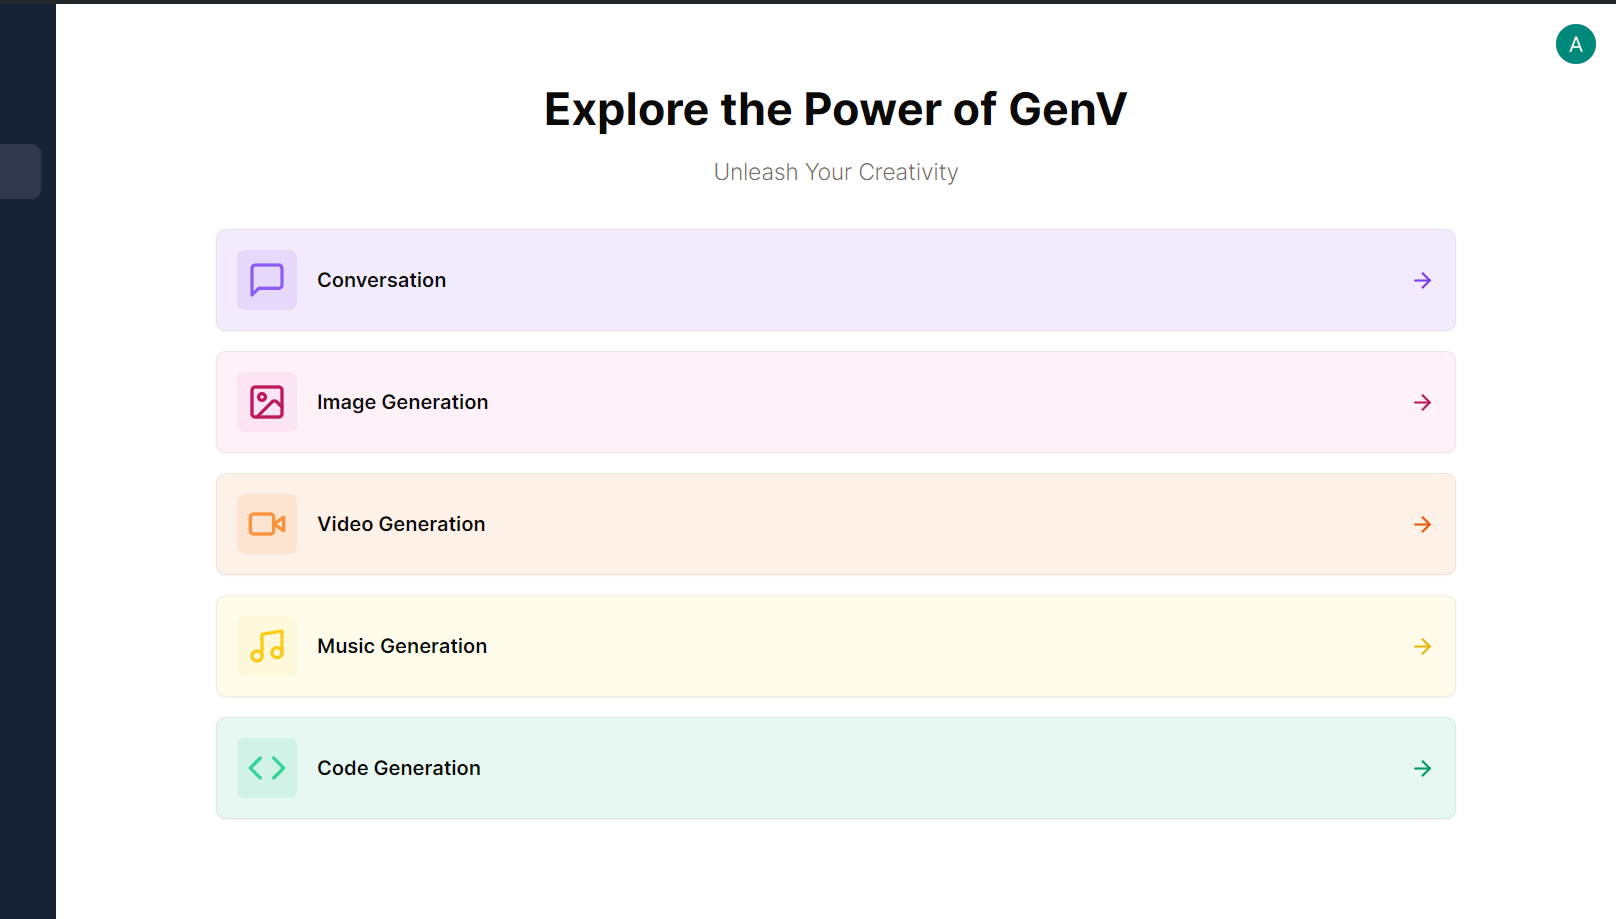 A
Explore the Power of GenV
Unleash Your Creativity
Conversation
Image Generation
Video Generation
Music Generation
Code Generation